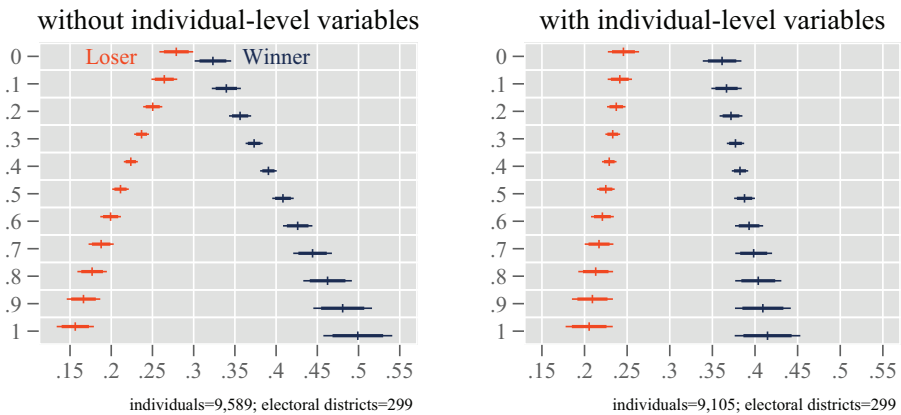 without individual-level variables
0
.1
.2
.3
.4
.5
.6
.7
.8
.9
1
Loser
Winner
.15 .2 .25 .3 .35 .4 .45 .5 .55
individuals=9,589; electoral districts=299
with individual-level variables
0
.1
.2
.3
.4
.5
.6
.7
.8
.9
1
.15 .2 .25 .3 .35 .4 .45 .5 .55
individuals=9,105; electoral districts=299